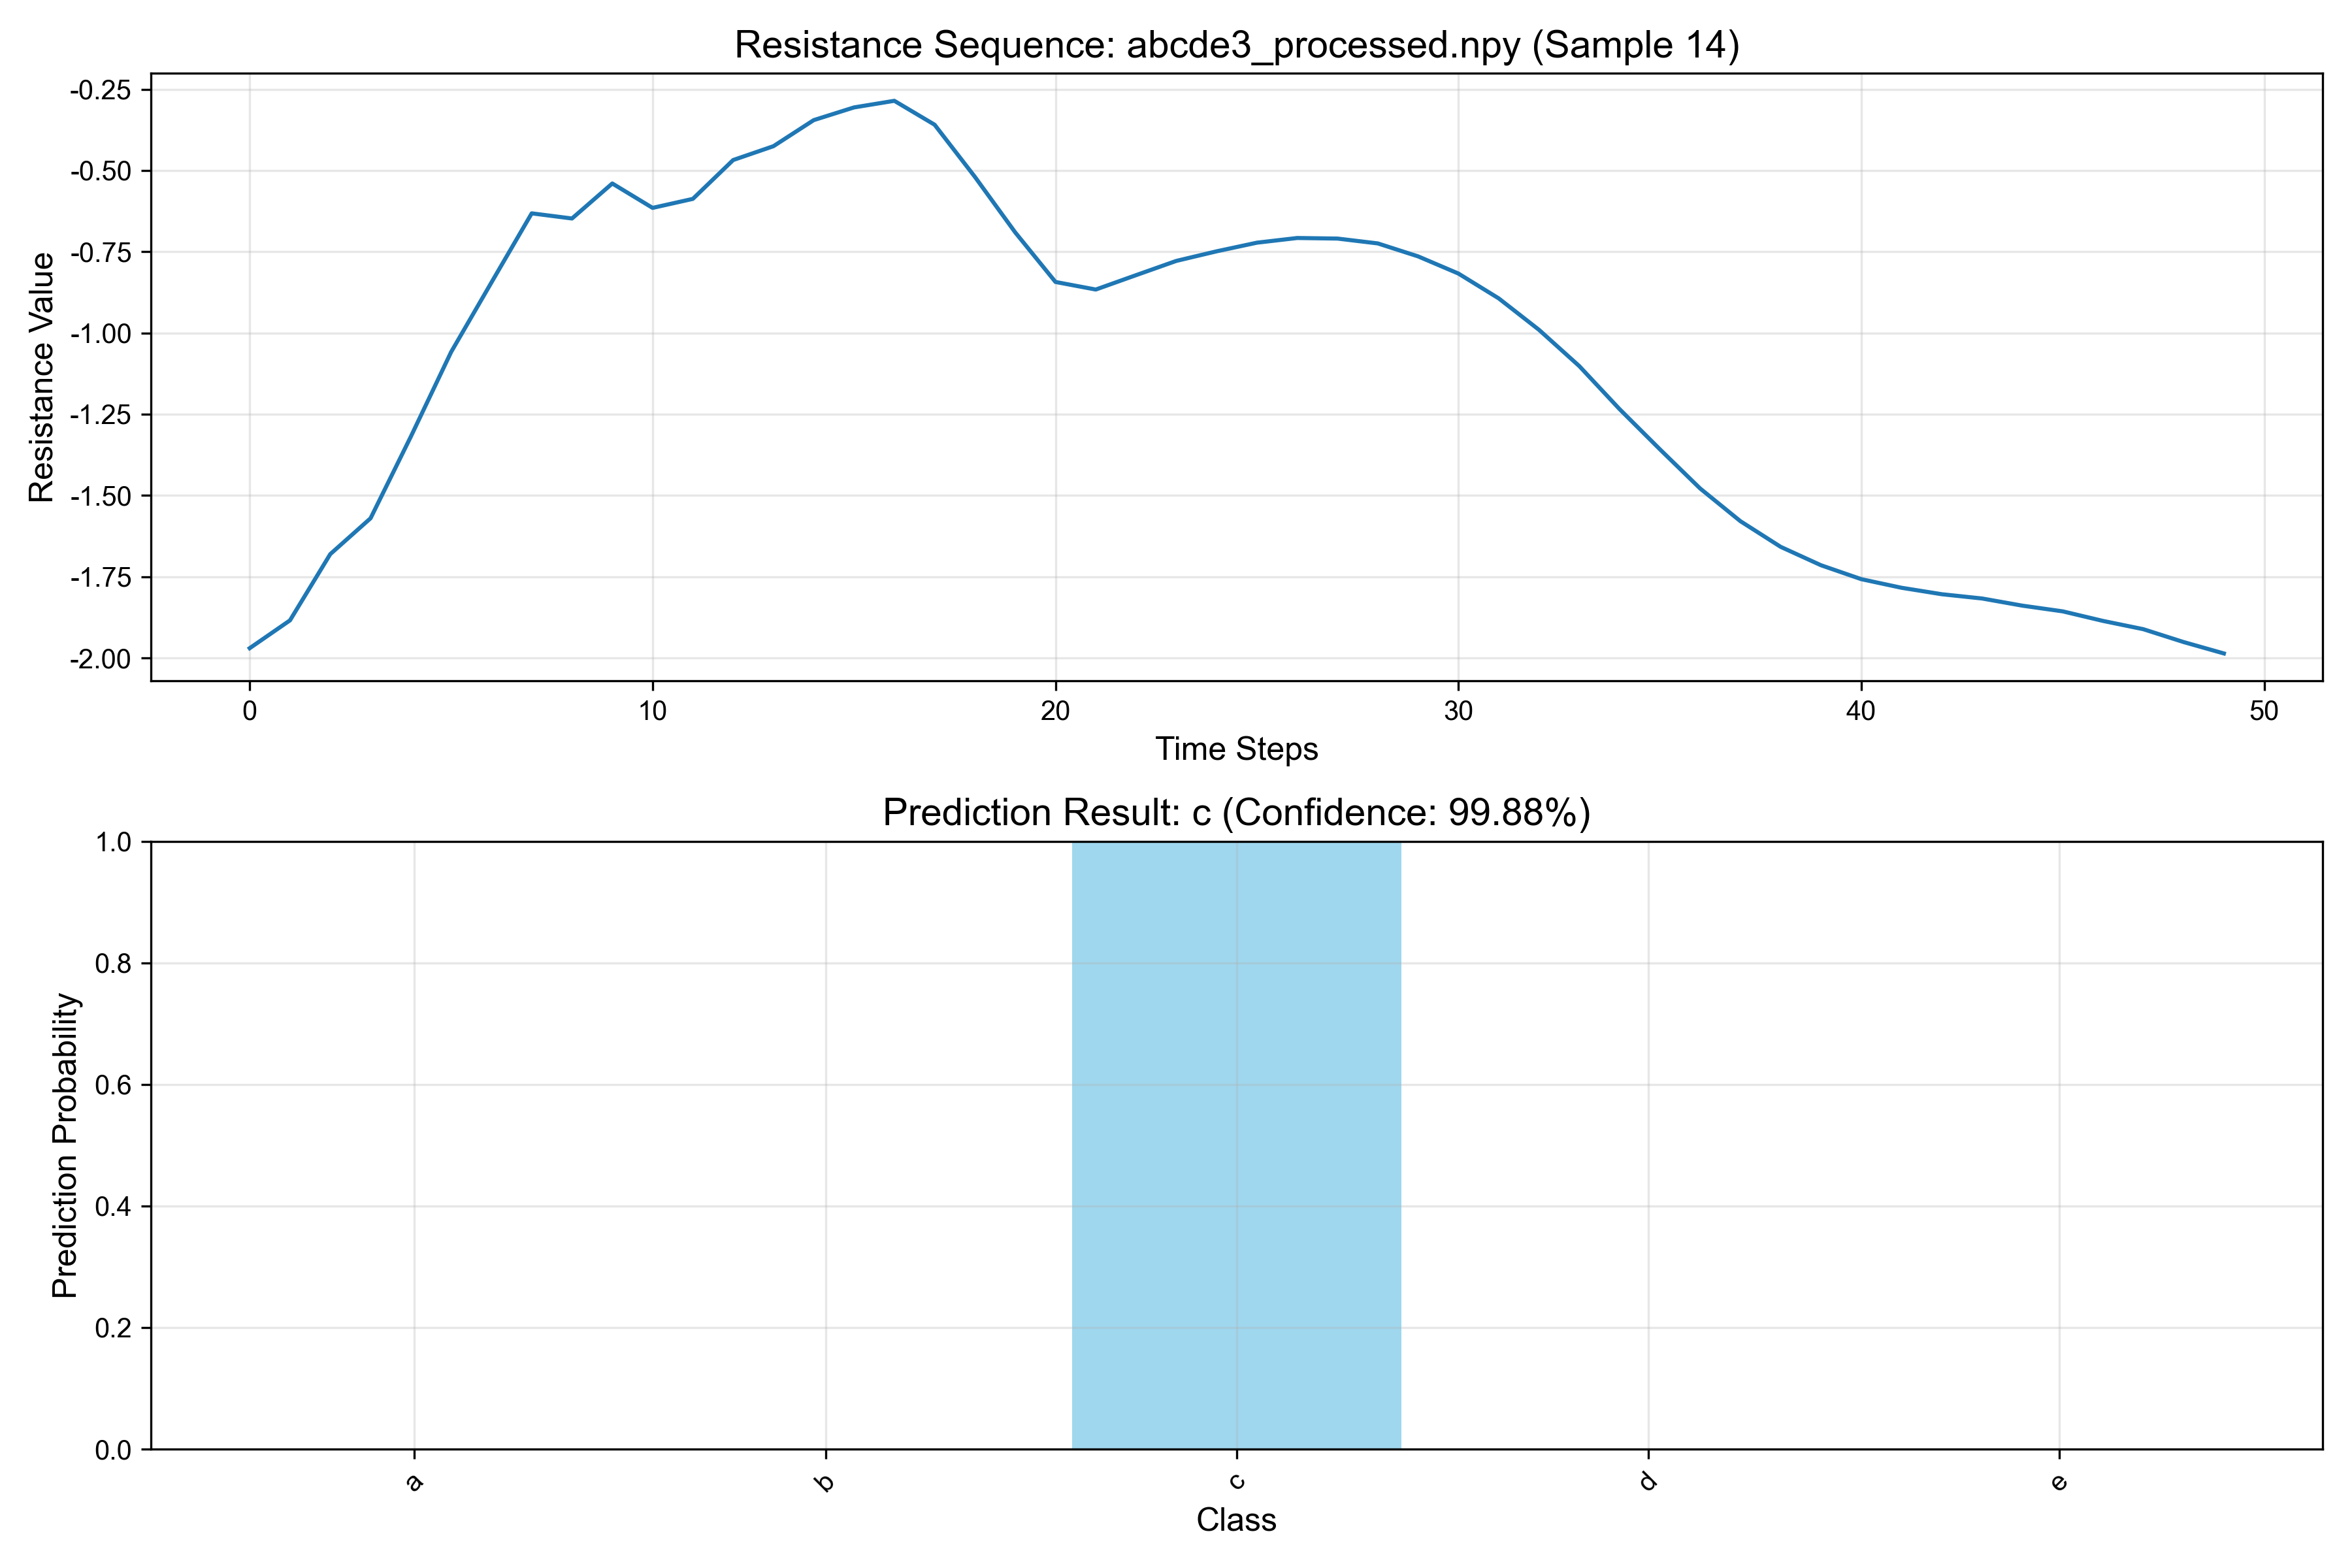 Resistance Sequence: abcde3_processed.npy (Sample 14)
Resistance Value
-0.25
-0.50
-0.75
-1.00
-1.25
-1.50
-1.75
-2.00
0 10 20 30 40 50
Time Steps
Prediction Result: c (Confidence: 99.88%)
Prediction Probability
1.0
0.8
0.6
0.4
0.2
0.0
a b c d e
Class